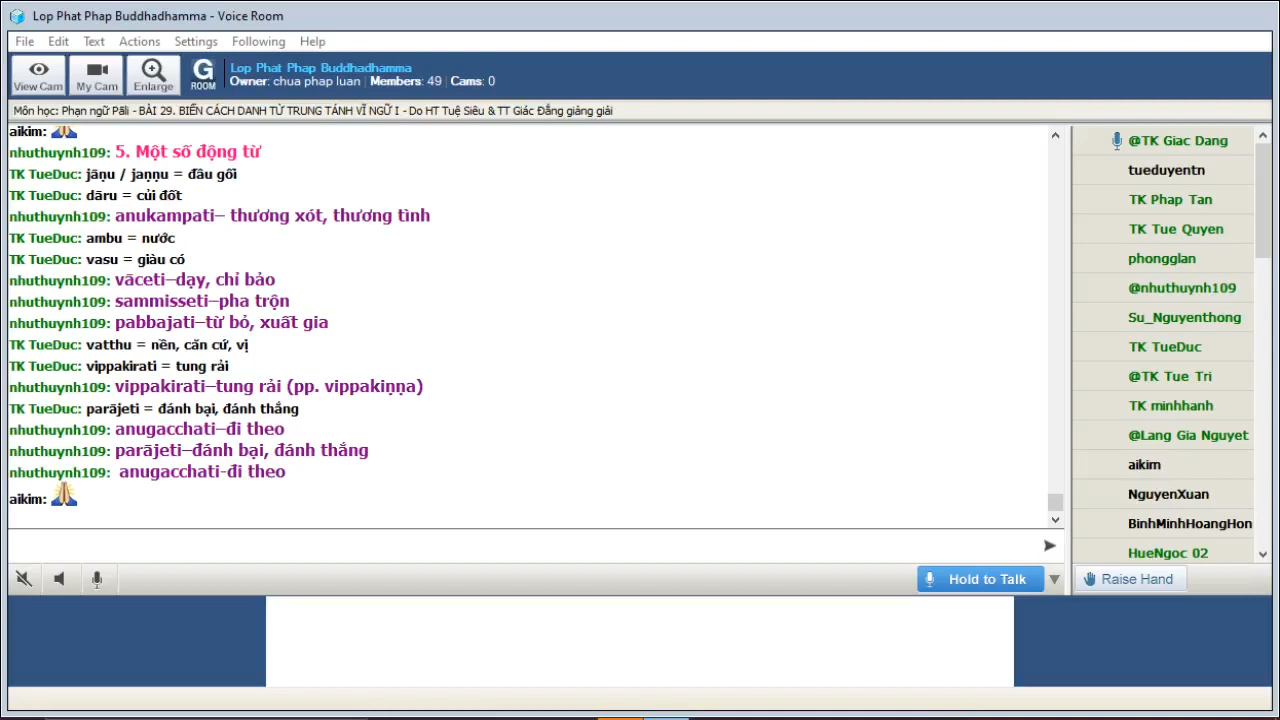 Lop Phat Phap Buddhadhamma - Voice Room
File Edit Text Actions Settings Following Help
View Cam My Cam Enlarge G ROOM
Lop Phat Phap Buddhadhamma
Owner: chua phap luan | Members: 49 | Cams: 0
Môn học: Phạn ngữ Pāli - BÀI 29. BIẾN CÁCH DANH TỪ TRUNG TÁNH VĨ NGỮ I - Do HT Tuệ Siêu & TT Giác Đẳng giảng giải
aikim:
nhuthuynh109: 5. Một số động từ
TK TueDuc: jāṇu / jaṇṇu = đầu gối
TK TueDuc: dāru = củi đốt
nhuthuynh109: anukampati– thương xót, thương tình
TK TueDuc: ambu = nước
TK TueDuc: vasu = giàu có
nhuthuynh109: vāceti–dạy, chỉ bảo
nhuthuynh109: sammisseti–pha trộn
nhuthuynh109: pabbajati–từ bỏ, xuất gia
TK TueDuc: vatthu = nền, căn cứ, vị
TK TueDuc: vippakirati = tung rải
nhuthuynh109: vippakirati–tung rải (pp. vippakiṇṇa)
TK TueDuc: parājeti = đánh bại, đánh thắng
nhuthuynh109: anugacchati–đi theo
nhuthuynh109: parājeti–đánh bại, đánh thắng
nhuthuynh109: anugacchati-đi theo
aikim:
Hold to Talk
@TK Giac Dang
tueduyentn
TK Phap Tan
TK Tue Quyen
phongglan
@nhuthuynh109
Su_Nguyenthong
TK TueDuc
@TK Tue Tri
TK minhhanh
@Lang Gia Nguyet
aikim
NguyenXuan
BinhMinhHoangHon
HueNgoc 02
Raise Hand